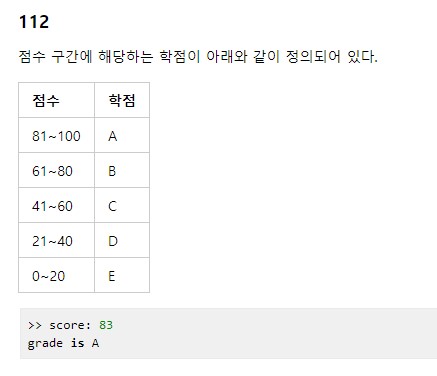 112
점수 구간에 해당하는 학점이 아래와 같이 정의되어 있다.
점수 학점
81~100 A
61~80 B
41~60 C
21~40 D
0~20 E
>> score: 83
grade is A